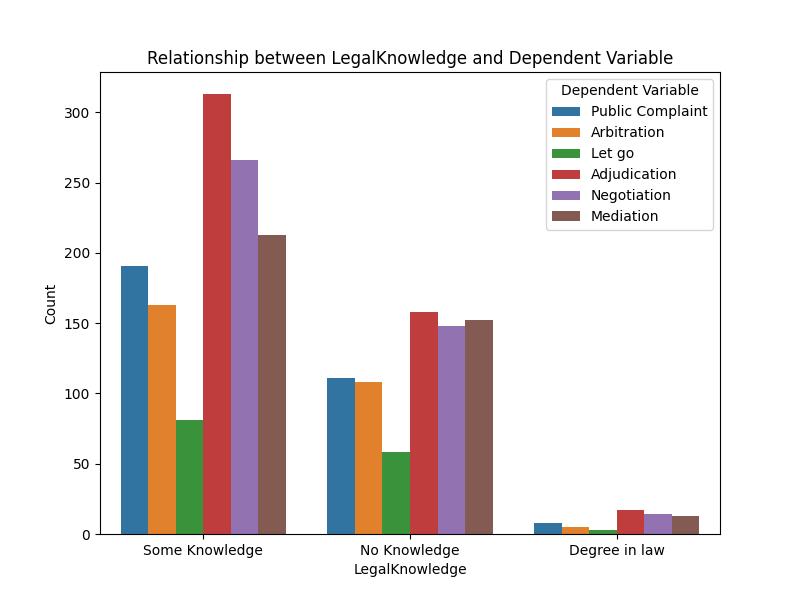 Relationship between LegalKnowledge and Dependent Variable
Dependent Variable
Public Complaint
Arbitration
Let go
Adjudication
Negotiation
Mediation
Count
300
250
200
150
100
50
0
Some Knowledge
No Knowledge
Degree in law
LegalKnowledge